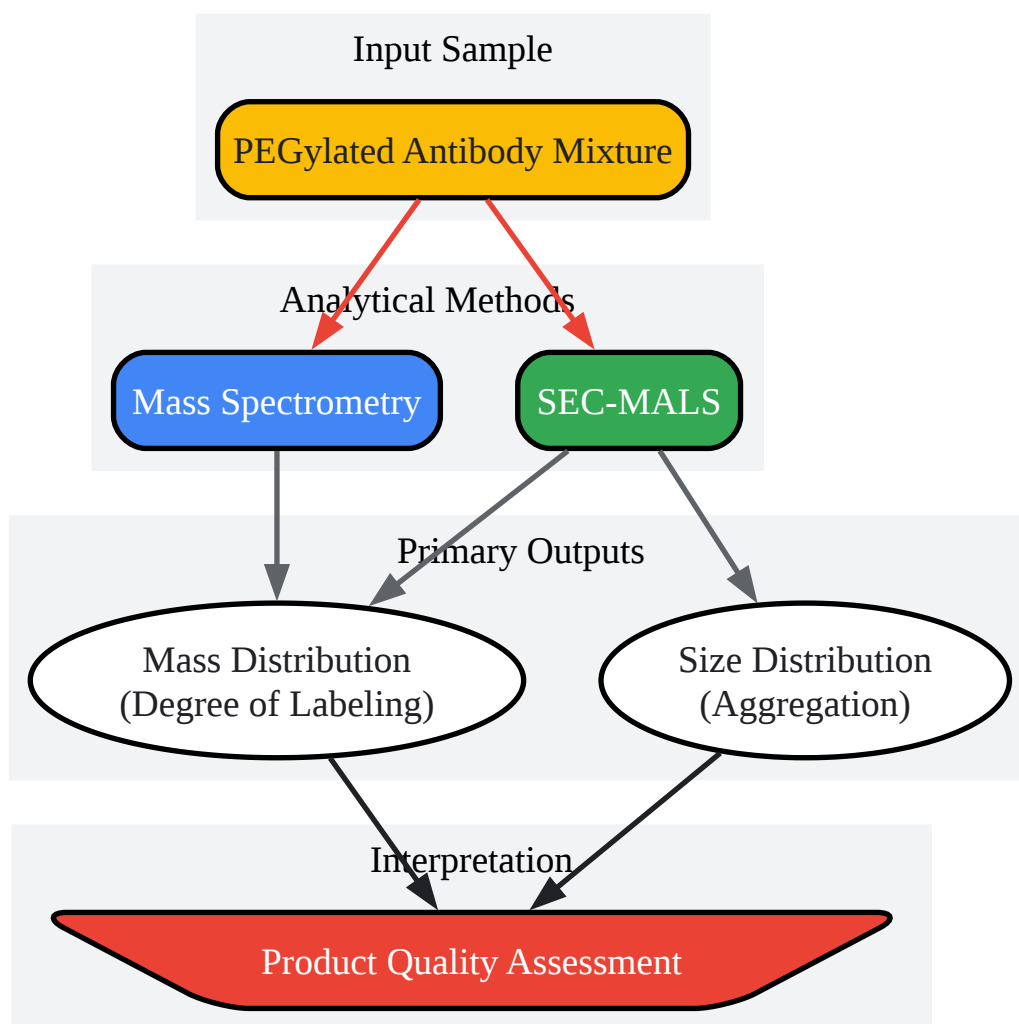 Input Sample
PEGylated Antibody Mixture
Analytical Methods
Mass Spectrometry
SEC-MALS
Primary Outputs
Mass Distribution
(Degree of Labeling)
Size Distribution
(Aggregation)
Interpretation
Product Quality Assessment